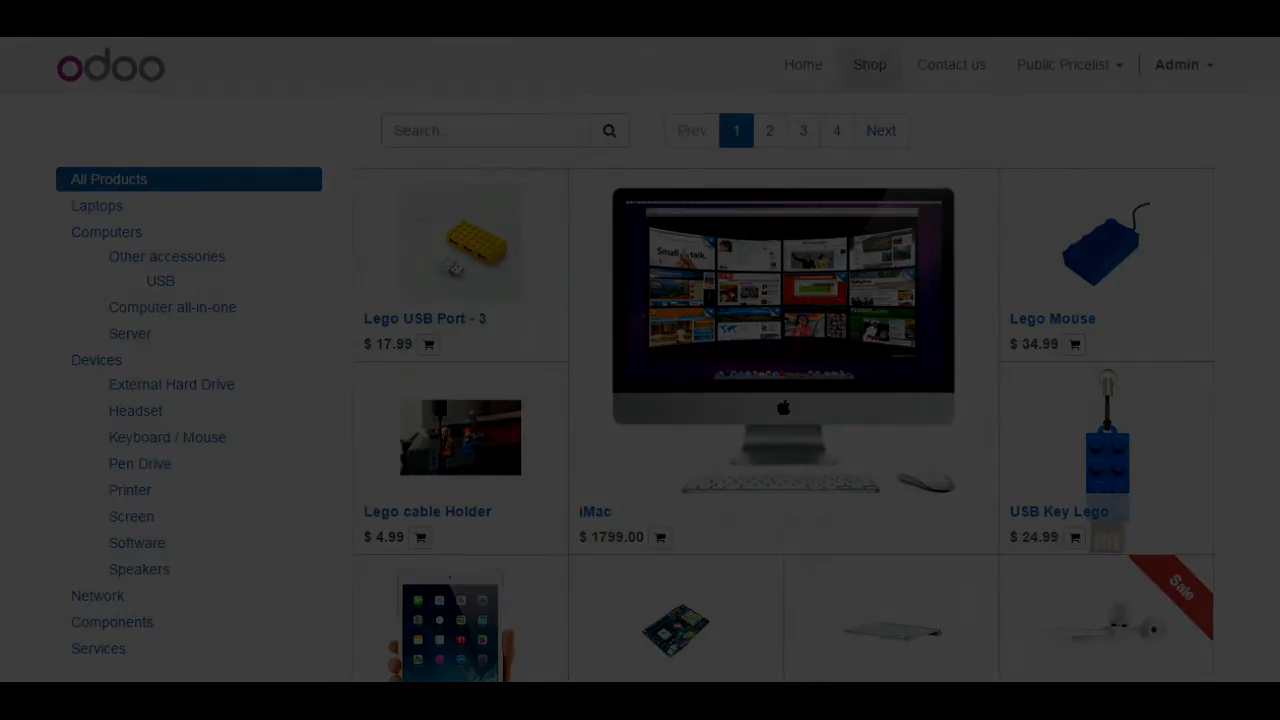 odoo
Home Shop Contact us Public Pricelist Admin
Search.. Prev 1 2 3 4 Next
All Products
Laptops
Computers
Other accessories
USB
Computer all-in-one
Server
Devices
External Hard Drive
Headset
Keyboard / Mouse
Pen Drive
Printer
Screen
Software
Speakers
Network
Components
Services
Lego USB Port - 3
$ 17.99
Lego Mouse
$ 34.99
Lego cable Holder
$ 4.99
iMac
$ 1799.00
USB Key Lego
$ 24.99
Sale